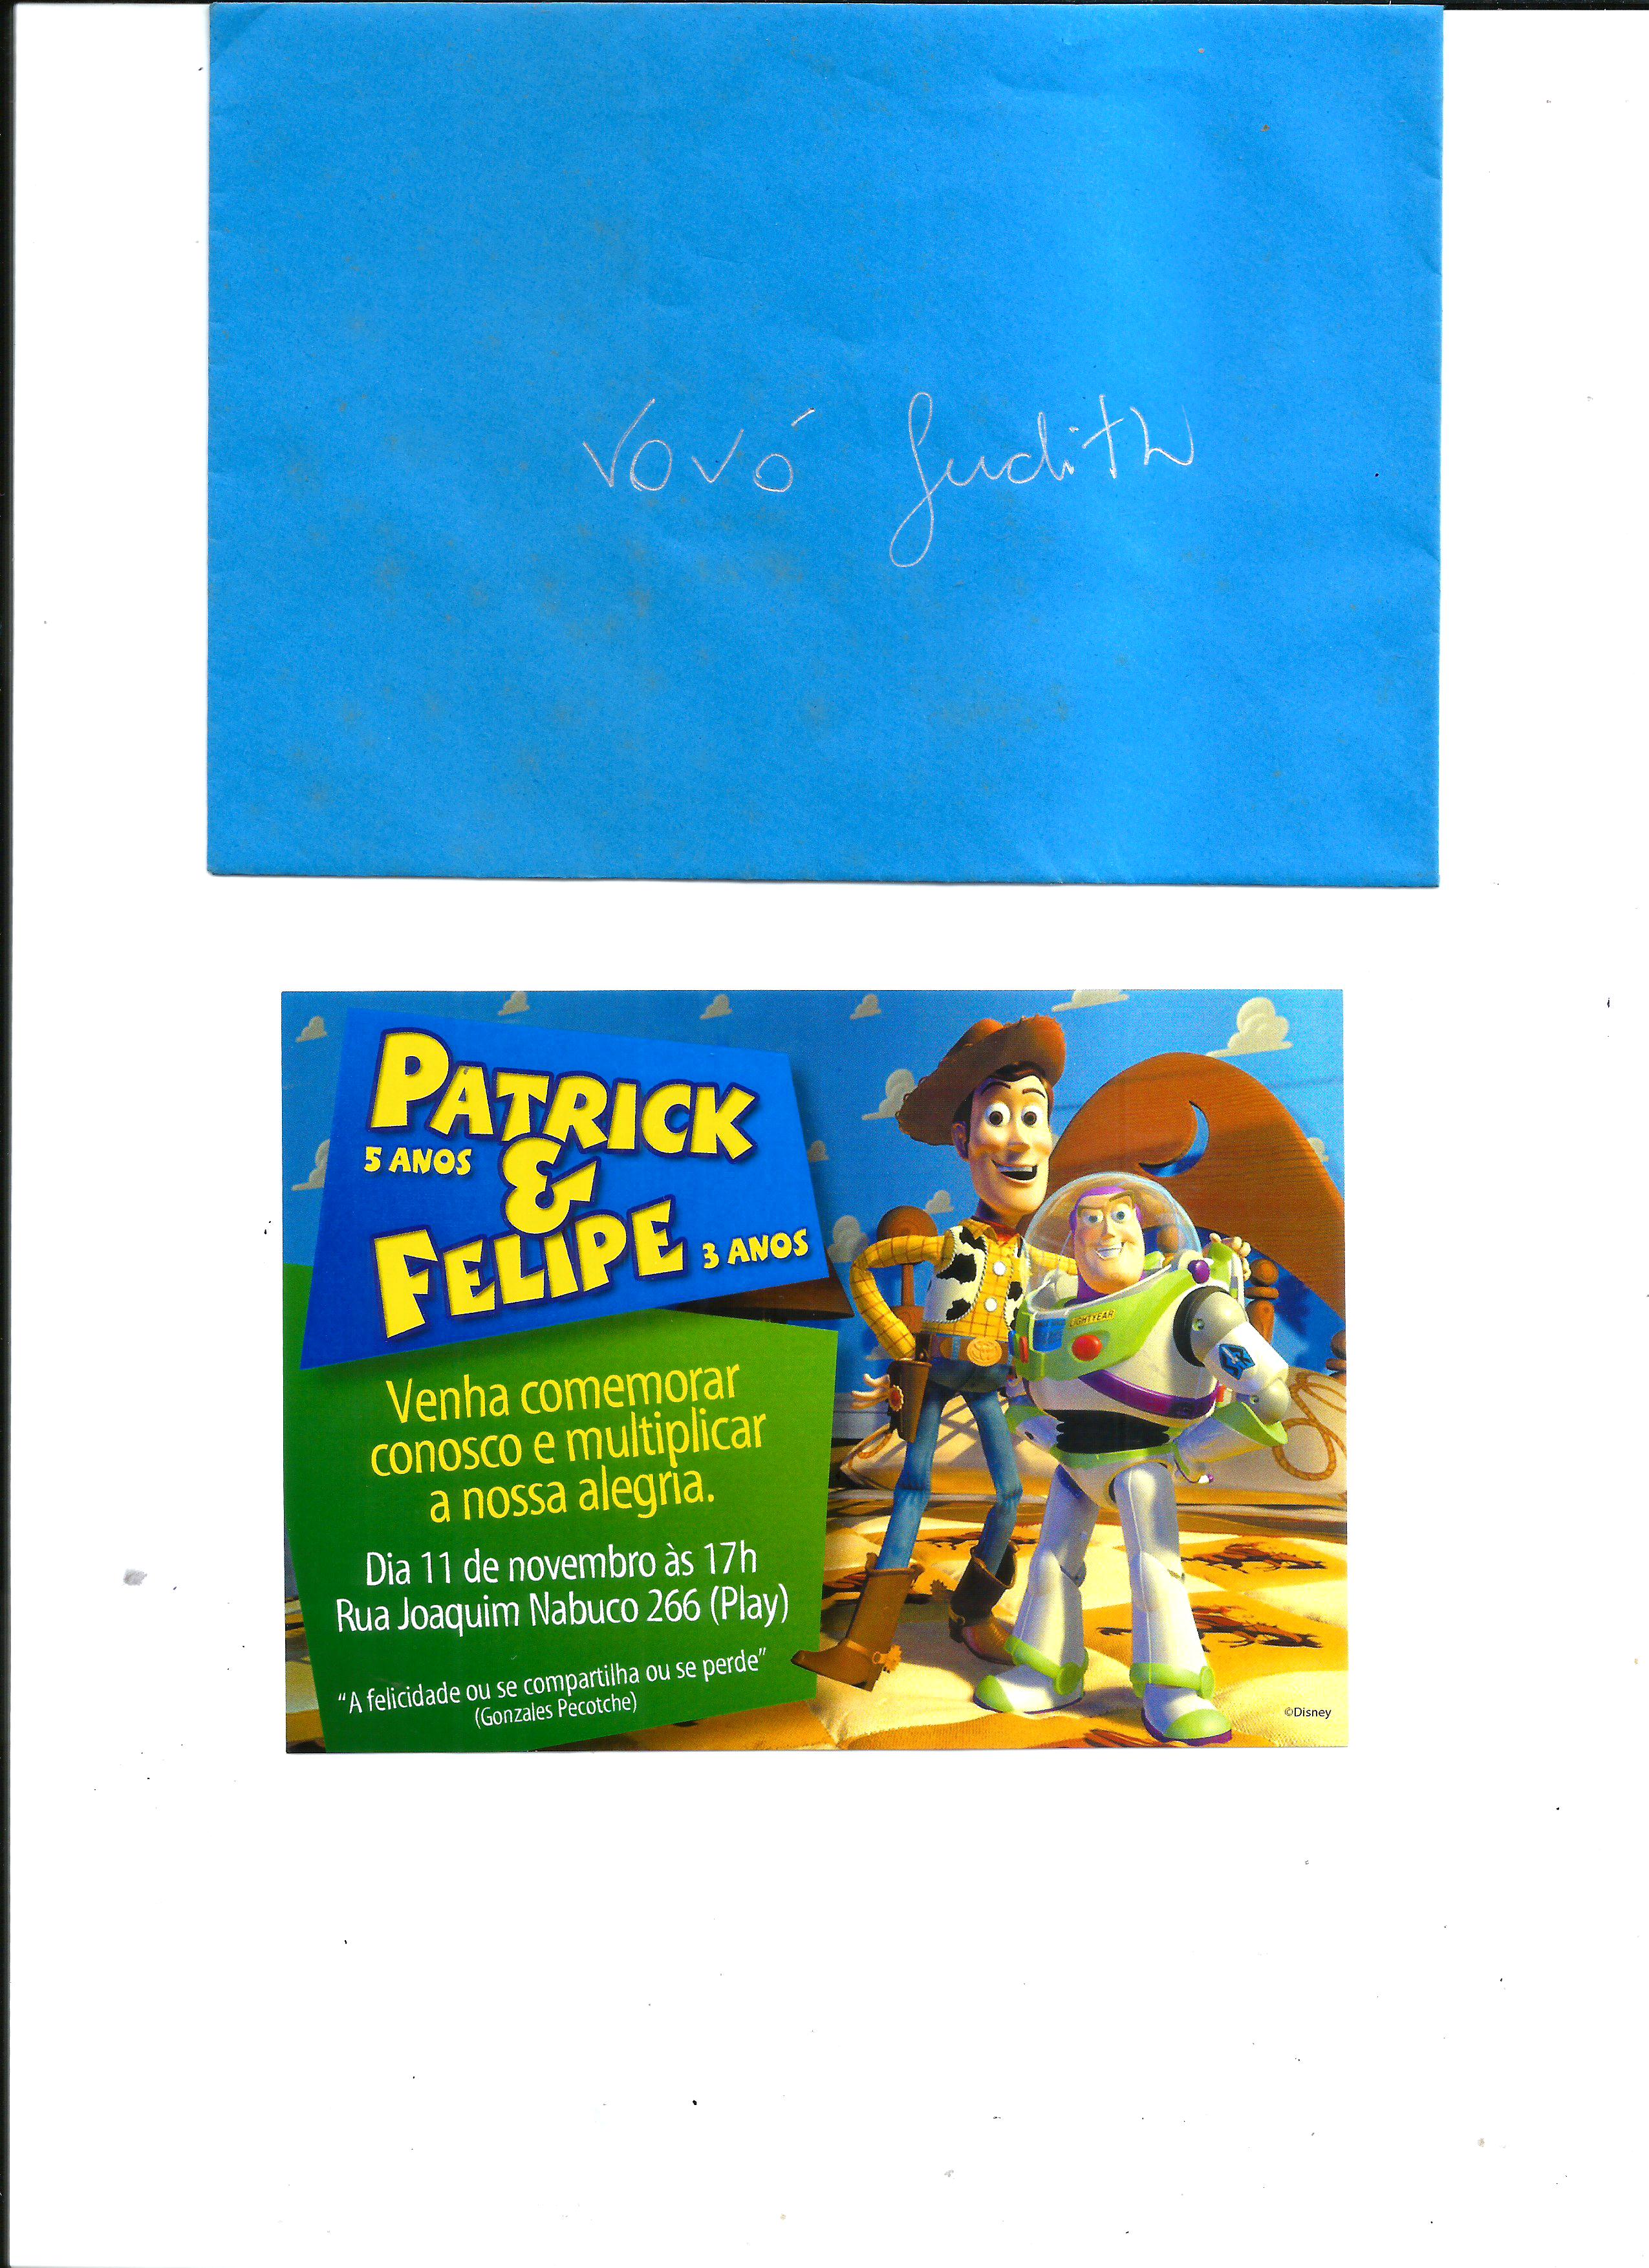 Vovó Judith
PATRICK
5 ANOS
&
FELIPE 3 ANOS
Venha comemorar
conosco e multiplicar
a nossa alegria.
Dia 11 de novembro às 17h
Rua Joaquim Nabuco 266 (Play)
“A felicidade ou se compartilha ou se perde”
(Gonzales Pecotche)
LIGHTYEAR
©Disney